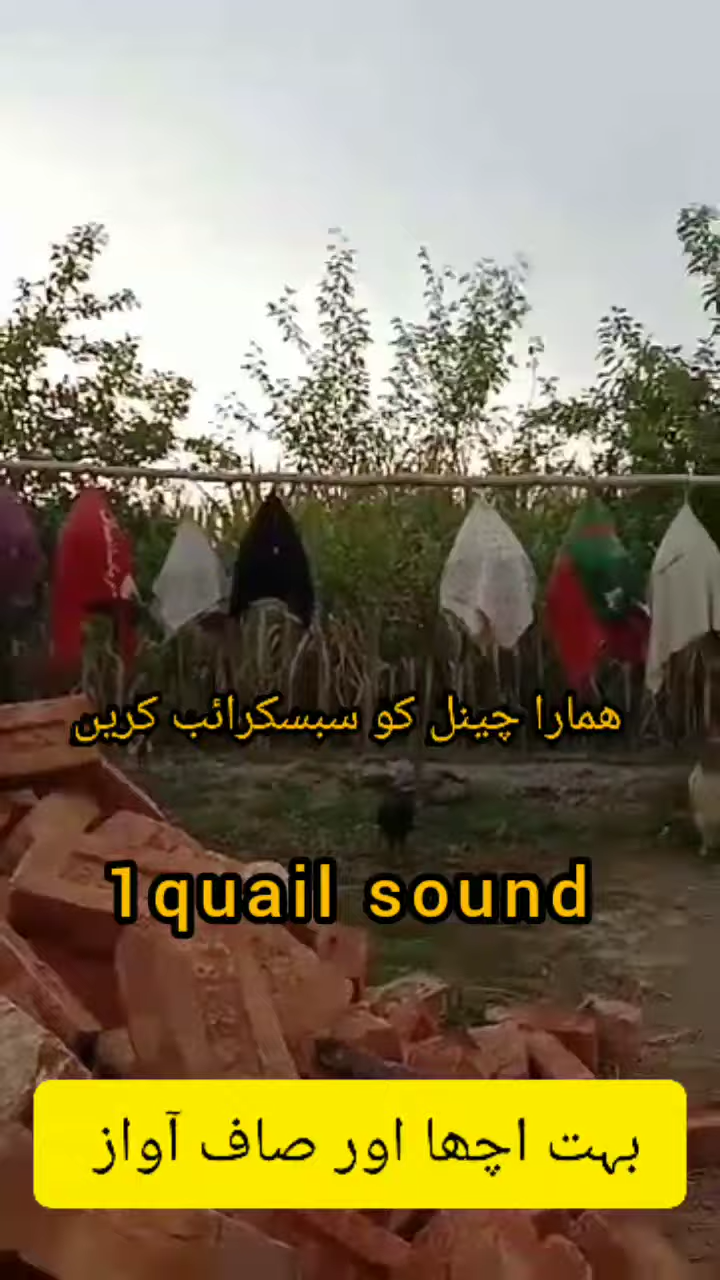 ھمارا چینل کو سبسکرائب کریں
1quail sound
بہت اچھا اور صاف آواز